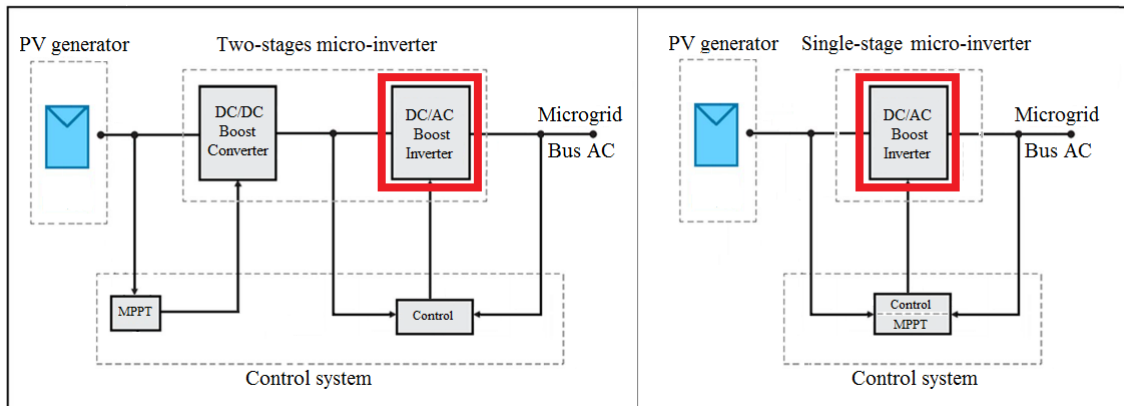 PV generator
Two-stages micro-inverter
DC/DC
Boost
Converter
DC/AC
Boost
Inverter
Microgrid
Bus AC
MPPT
Control
Control system
PV generator
Single-stage micro-inverter
DC/AC
Boost
Inverter
Microgrid
Bus AC
Control
MPPT
Control system